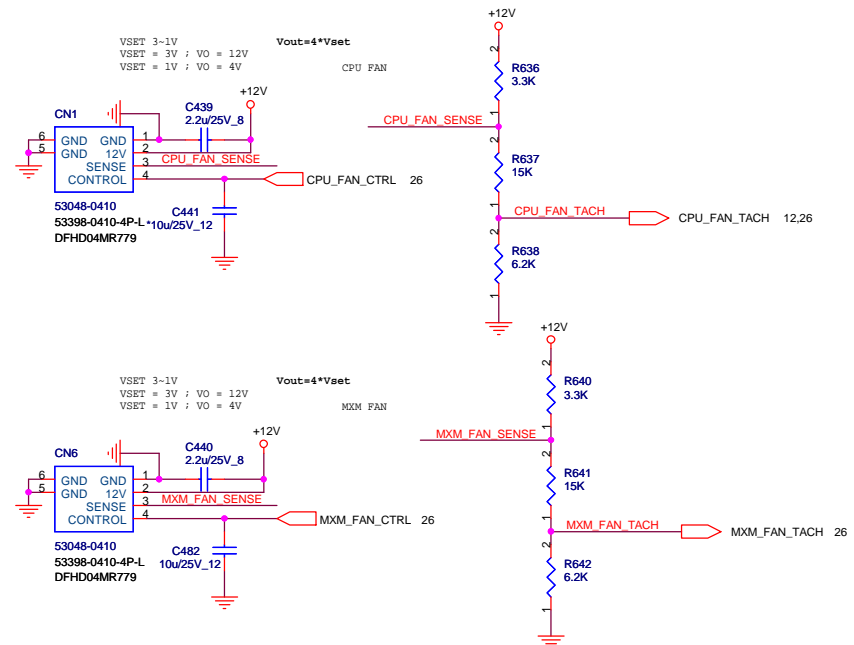 +12V
VSET 3~1V Vout=4*Vset
VSET = 3V ; VO = 12V
VSET = 1V ; VO = 4V CPU FAN
2
R636
3.3K
1
+12V
C439
2.2u/25V_8
CN1
CPU_FAN_SENSE
6 GND GND 1
5 GND 12V 2
SENSE 3 CPU_FAN_SENSE
CONTROL 4
CPU_FAN_CTRL 26
2
R637
15K
1
53048-0410
53398-0410-4P-L
DFHD04MR779
C441
*10u/25V_12
CPU_FAN_TACH
CPU_FAN_TACH 12,26
2
R638
6.2K
1
+12V
VSET 3~1V Vout=4*Vset
VSET = 3V ; VO = 12V
VSET = 1V ; VO = 4V MXM FAN
2
R640
3.3K
1
+12V
C440
2.2u/25V_8
CN6
MXM_FAN_SENSE
6 GND GND 1
5 GND 12V 2
SENSE 3 MXM_FAN_SENSE
CONTROL 4
MXM_FAN_CTRL 26
2
R641
15K
1
53048-0410
53398-0410-4P-L
DFHD04MR779
C482
10u/25V_12
MXM_FAN_TACH
MXM_FAN_TACH 26
2
R642
6.2K
1